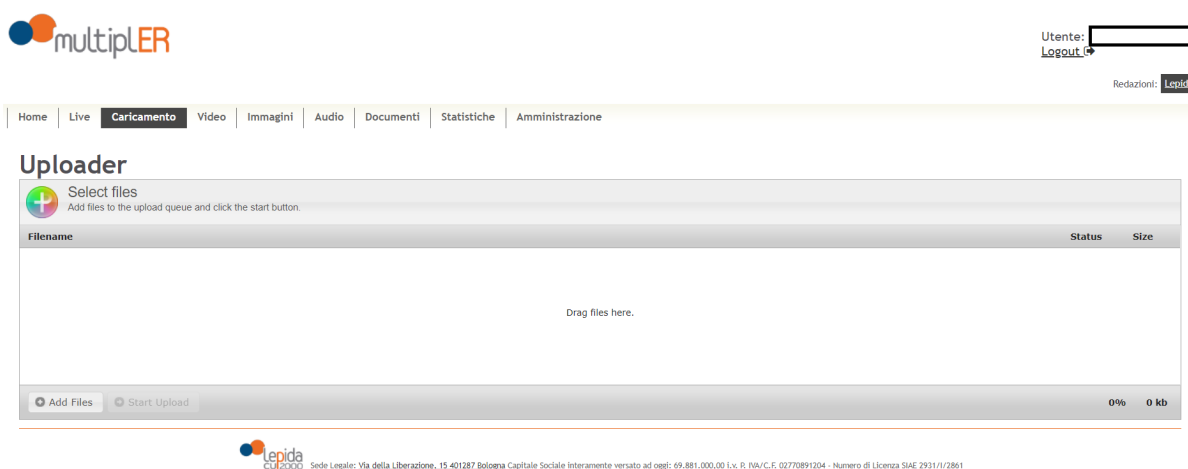 multiplER
Utente:
Logout
Redazioni: Lepid
Home Live Caricamento Video Immagini Audio Documenti Statistiche Amministrazione
Uploader
Select files
Add files to the upload queue and click the start button.
Filename Status Size
Drag files here.
Add Files Start Upload 0% 0 kb
Lepida
cup2000 Sede Legale: Via della Liberazione, 15 401287 Bologna Capitale Sociale interamente versato ad oggi: 69.881.000,00 i.v. P. IVA/C.F. 02770891204 - Numero di Licenza SIAE 2931/I/2861